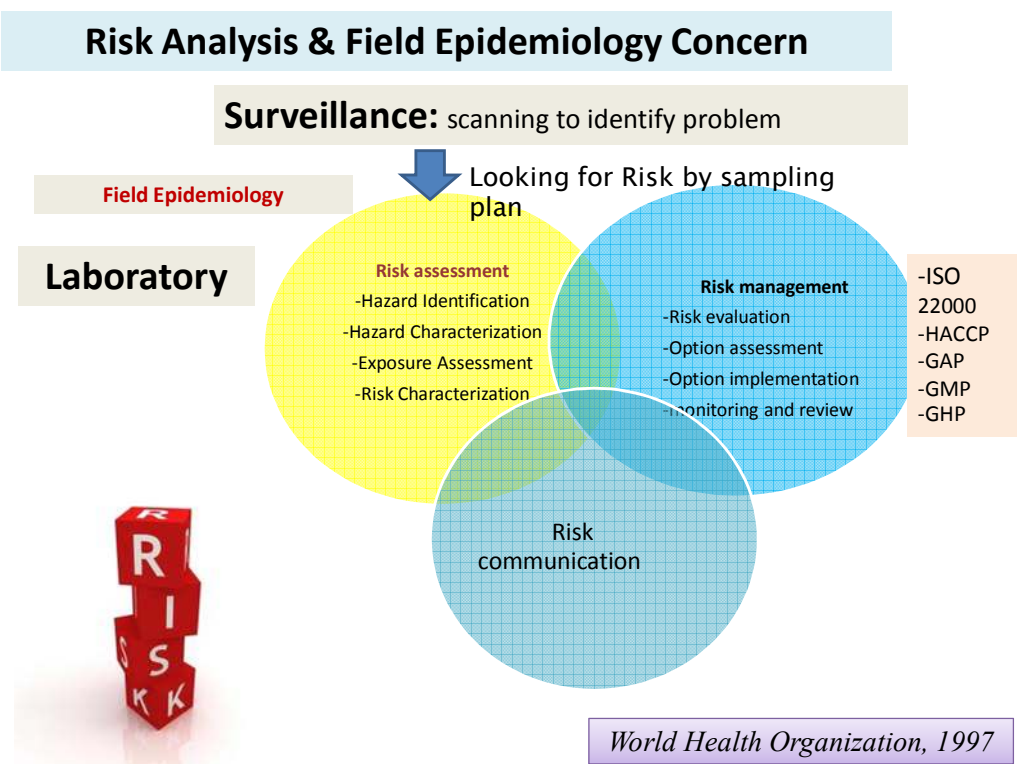 Risk Analysis & Field Epidemiology Concern
Surveillance: scanning to identify problem
Looking for Risk by sampling
plan
Field Epidemiology
Laboratory
Risk assessment
-Hazard Identification
-Hazard Characterization
-Exposure Assessment
-Risk Characterization
Risk management
-Risk evaluation
-Option assessment
-Option implementation
-monitoring and review
-ISO
22000
-HACCP
-GAP
-GMP
-GHP
Risk
communication
R
R
I
S S
K K
World Health Organization, 1997